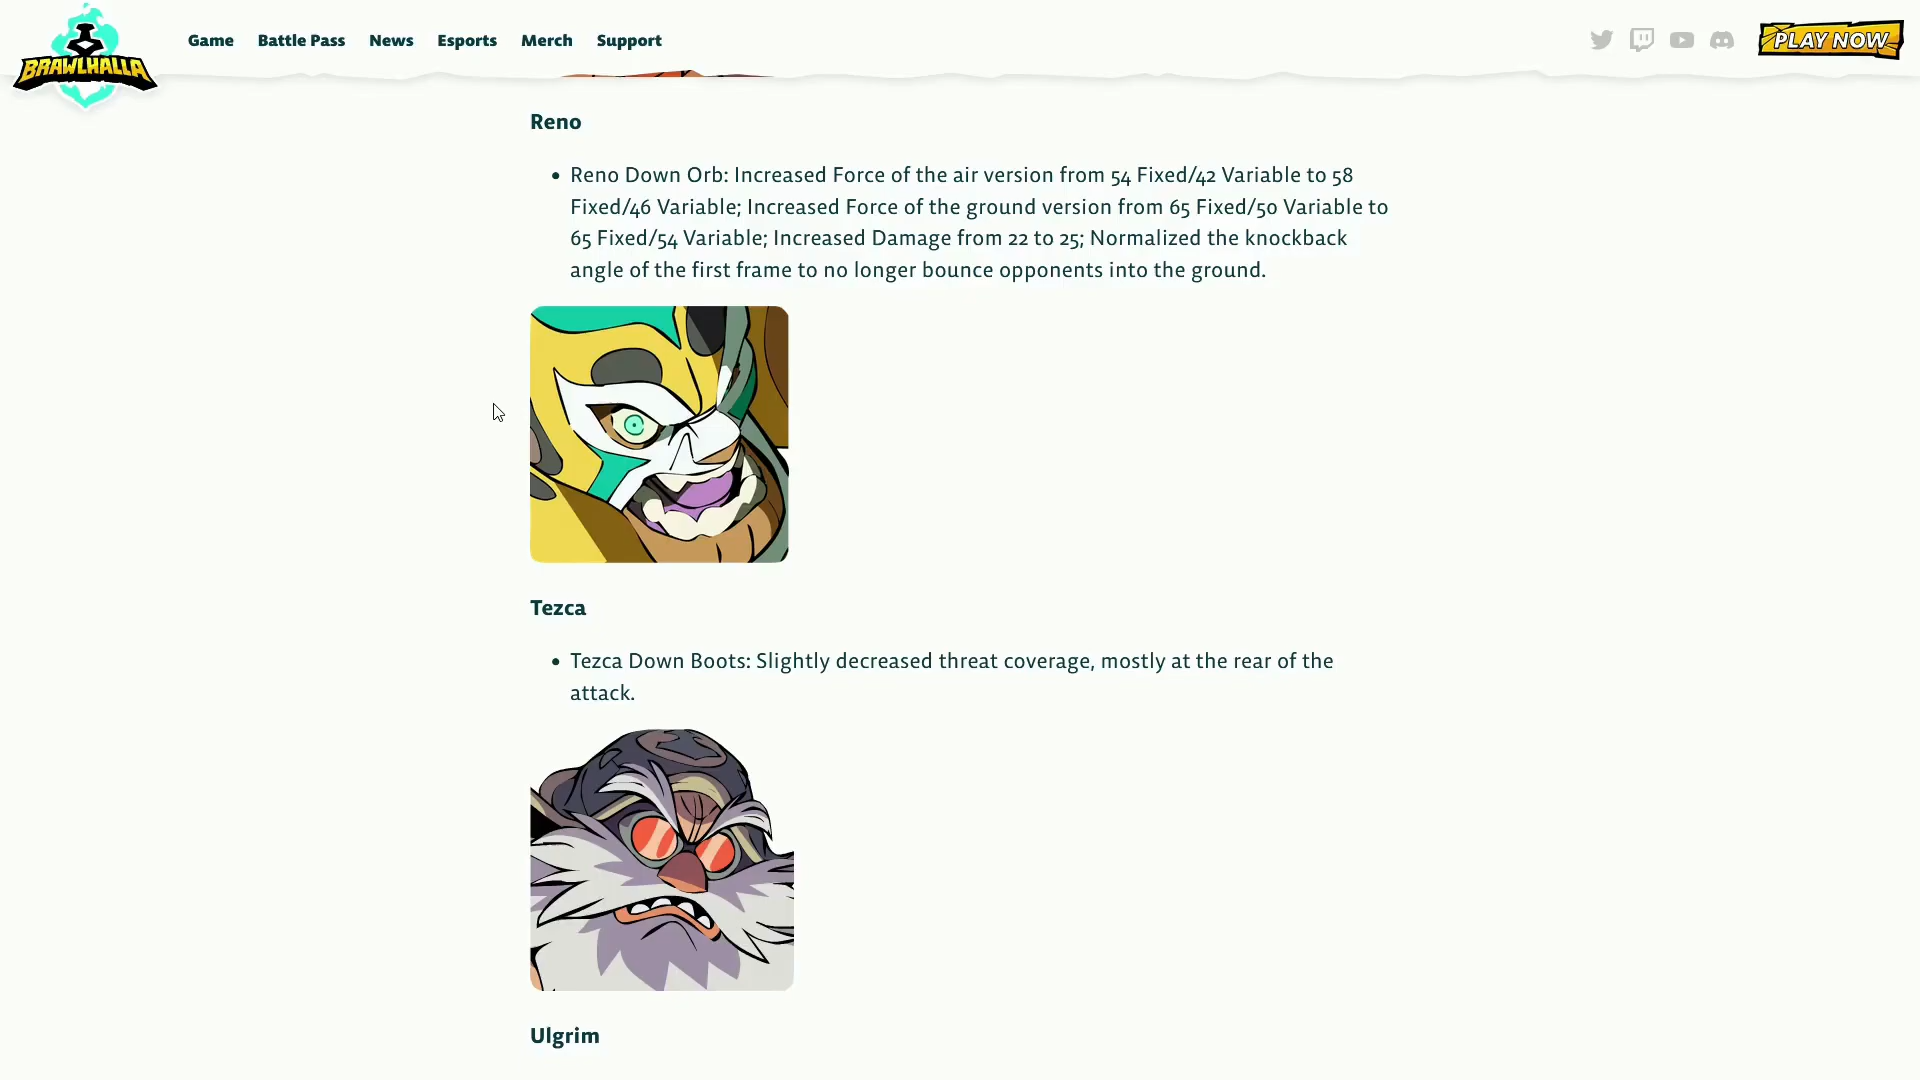 BRAWLHALLA
Game Battle Pass News Esports Merch Support
PLAY NOW
Reno
• Reno Down Orb: Increased Force of the air version from 54 Fixed/42 Variable to 58
Fixed/46 Variable; Increased Force of the ground version from 65 Fixed/50 Variable to
65 Fixed/54 Variable; Increased Damage from 22 to 25; Normalized the knockback
angle of the first frame to no longer bounce opponents into the ground.
Tezca
• Tezca Down Boots: Slightly decreased threat coverage, mostly at the rear of the
attack.
Ulgrim